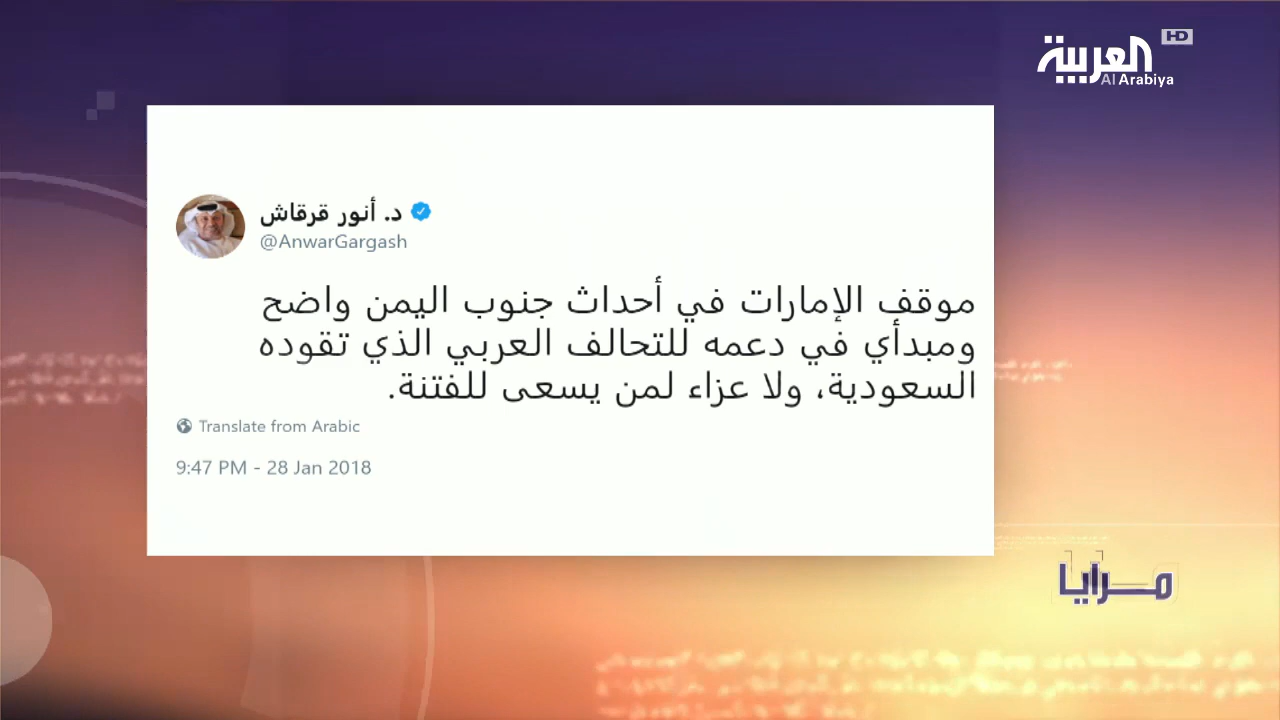 HD
العربية
Al Arabiya
د. أنور قرقاش
@AnwarGargash
موقف الإمارات في أحداث جنوب اليمن واضح
ومبدأي في دعمه للتحالف العربي الذي تقوده
السعودية، ولا عزاء لمن يسعى للفتنة.
Translate from Arabic
9:47 PM - 28 Jan 2018
مرايا